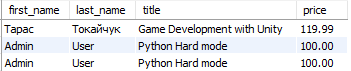 first_name last_name title price
Тарас Токайчук Game Development with Unity 119.99
Admin User Python Hard mode 100.00
Admin User Python Hard mode 100.00